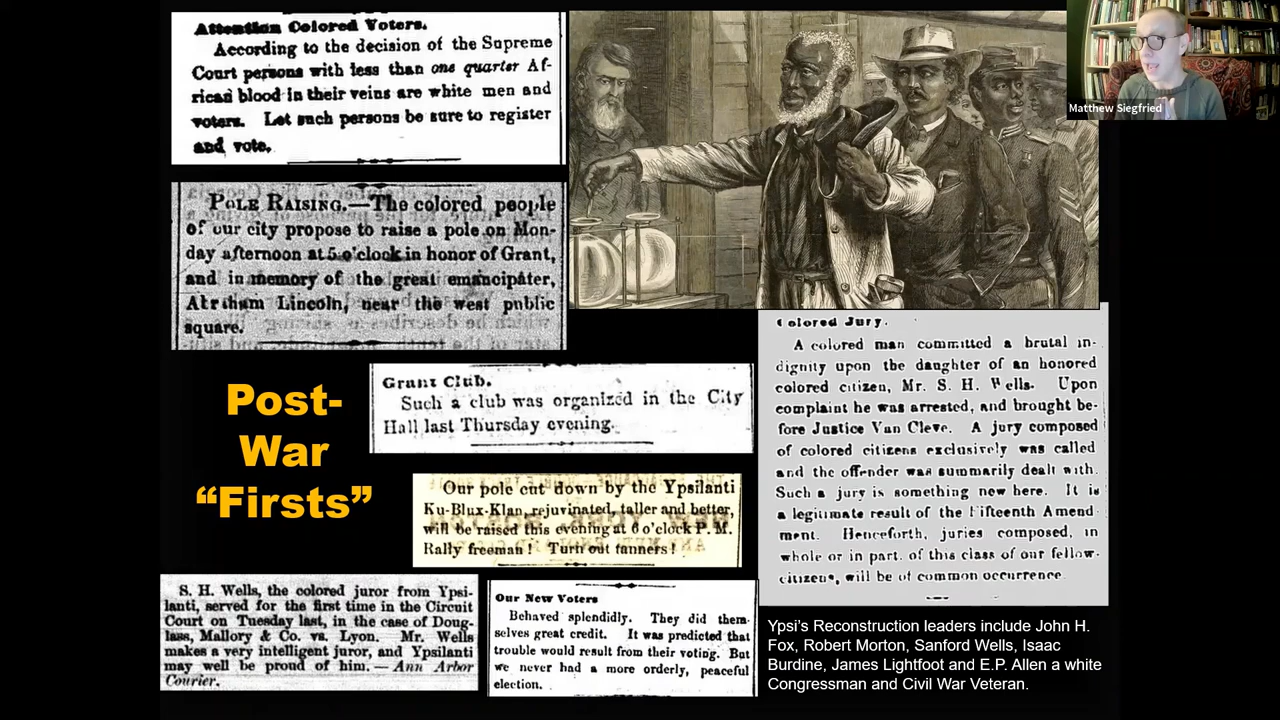 Attention Colored Voters.
According to the decision of the Supreme
Court persons with less than one quarter Af-
rican blood in their veins are white men and
voters. Let such persons be sure to register
and vote.
POLE RAISING.—The colored people
of our city propose to raise a pole on Mon-
day afternoon at 5 o'clock in honor of Grant,
and in memory of the great emancipater,
Abraham Lincoln, near the west public
square.
Matthew Siegfried
Post-
War
“Firsts”
Grant Club.
Such a club was organized in the City
Hall last Thursday evening.
Our pole cut down by the Ypsilanti
Ku-Blux-Klan, rejuvinated, taller and better,
will be raised this evening at 6 o'clock P. M.
Rally freeman! Turn out tanners!
S. H. Wells, the colored juror from Ypsi-
lanti, served for the first time in the Circuit
Court on Tuesday last, in the case of Doug-
lass, Mallory & Co. vs. Lyon. Mr. Wells
makes a very intelligent juror, and Ypsilanti
may well be proud of him. — Ann Arbor
Courier.
Our New Voters
Behaved splendidly. They did them-
selves great credit. It was predicted that
trouble would result from their voting. But
we never had a more orderly, peaceful
election.
Colored Jury.
A colored man committed a brutal in-
dignity upon the daughter of an honored
colored citizen, Mr. S. H. Wells. Upon
complaint he was arrested, and brought be-
fore Justice Van Cleve. A jury composed
of colored citizens exclusively was called
and the offender was summarily dealt with.
Such a jury is something new here. It is
a legitimate result of the Fifteenth Amend
ment. Henceforth, juries composed, in
whole or in part, of this class of our fellow-
citizens, will be of common occurrence
Ypsi’s Reconstruction leaders include John H.
Fox, Robert Morton, Sanford Wells, Isaac
Burdine, James Lightfoot and E.P. Allen a white
Congressman and Civil War Veteran.